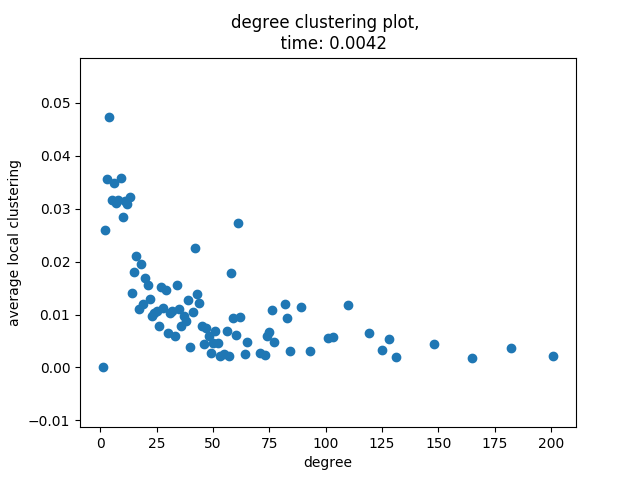 degree clustering plot,
time: 0.0042
0.05
0.04
0.03
0.02
0.01
0.00
−0.01
average local clustering
0 25 50 75 100 125 150 175 200
degree